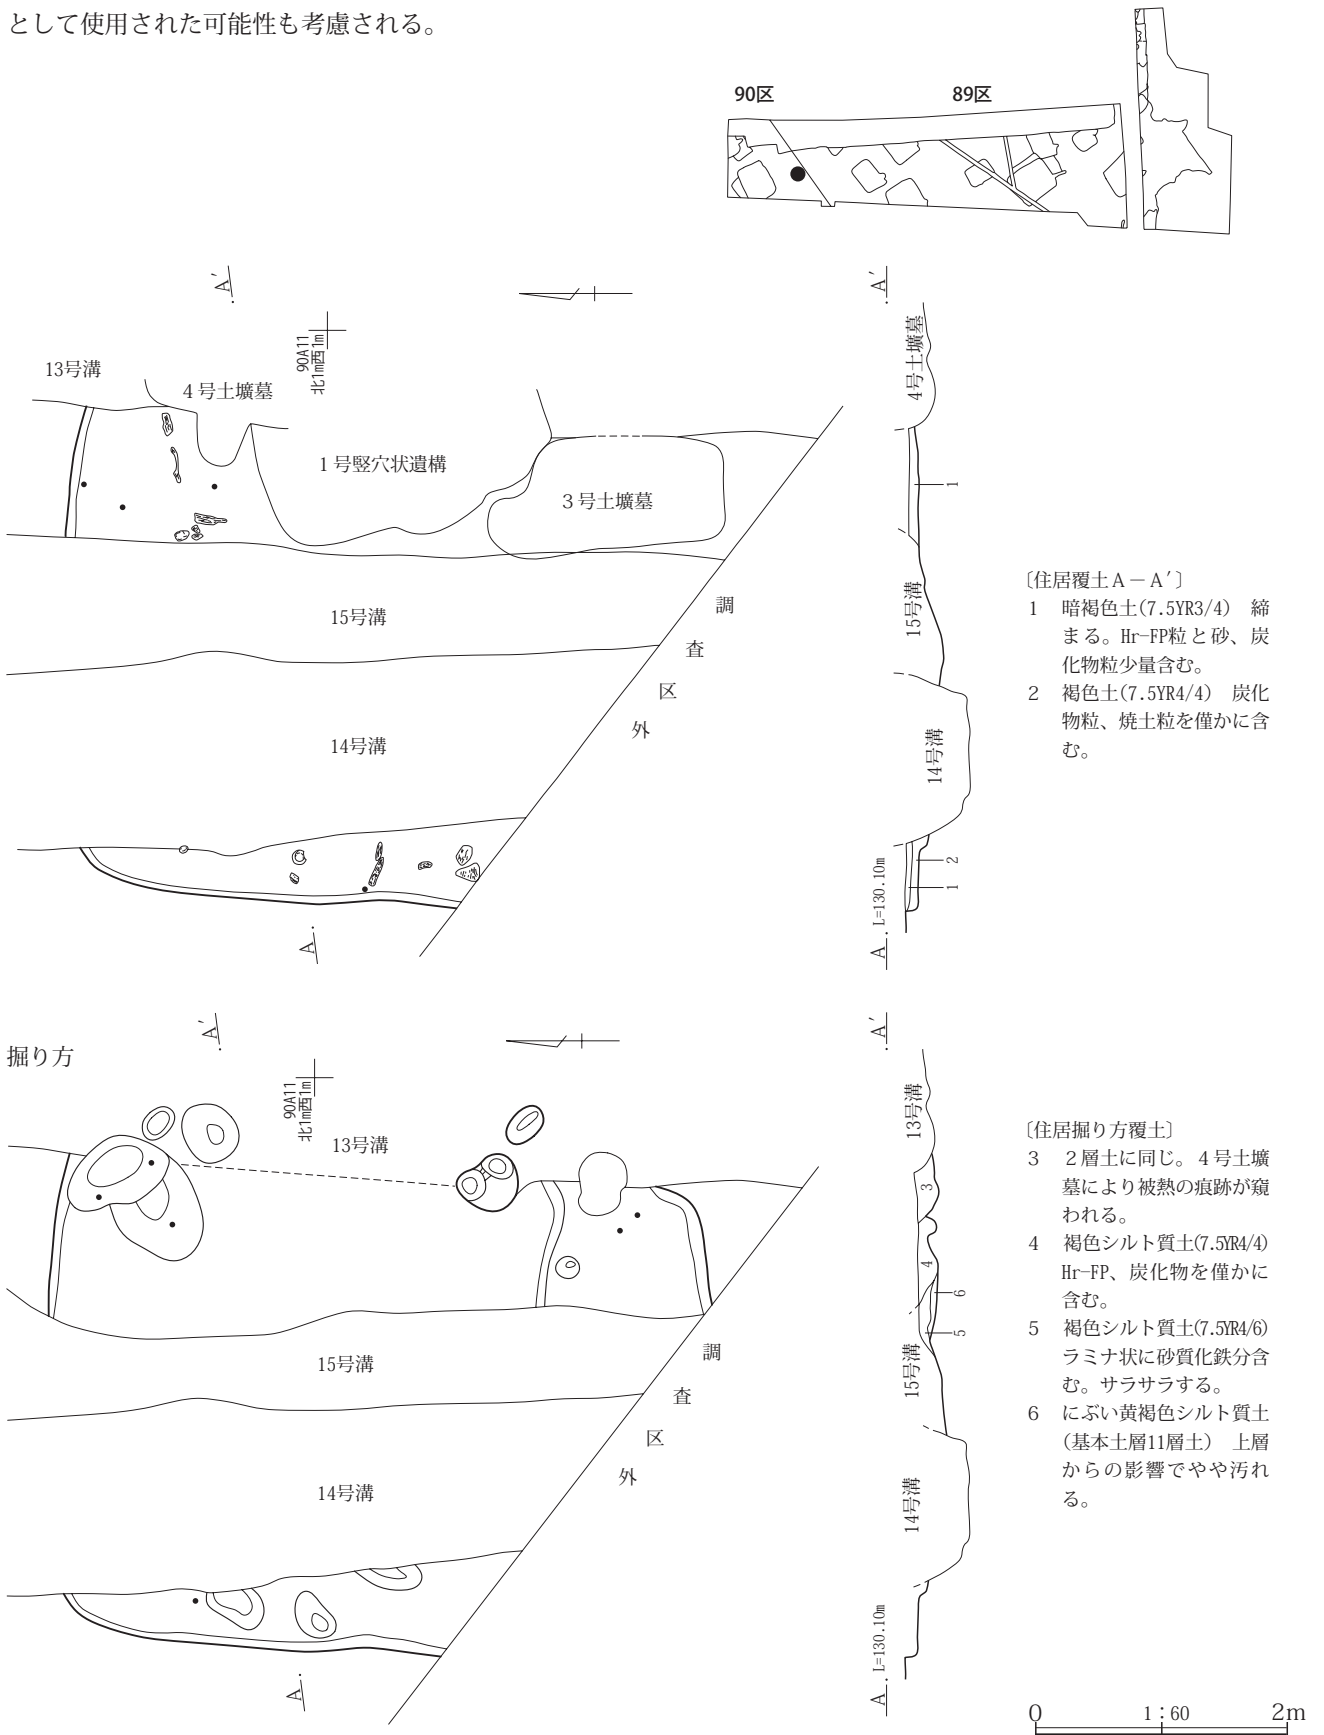 として使用された可能性も考慮される。
90区
89区
A′
A′
13号溝
4号土壙墓
90A11
北1m西1m
4号土壙墓
1号竪穴状遺構
3号土壙墓
1
15号溝
調査区外
15号溝
14号溝
14号溝
2
1
A
A L=130.10m
〔住居覆土A－A′〕
1 暗褐色土(7.5YR3/4) 締
まる。Hr-FP粒と砂、炭
化物粒少量含む。
2 褐色土(7.5YR4/4) 炭化
物粒、焼土粒を僅かに含
む。
掘り方
A′
A′
90A11
北1m西1m
13号溝
13号溝
3
4
6
5
15号溝
調査区外
15号溝
14号溝
14号溝
A
A L=130.10m
〔住居掘り方覆土〕
3 2層土に同じ。4号土壙
墓により被熱の痕跡が窺
われる。
4 褐色シルト質土(7.5YR4/4)
Hr-FP、炭化物を僅かに
含む。
5 褐色シルト質土(7.5YR4/6)
ラミナ状に砂質化鉄分含
む。サラサラする。
6 にぶい黄褐色シルト質土
(基本土層11層土) 上層
からの影響でやや汚れ
る。
0 1：60 2m